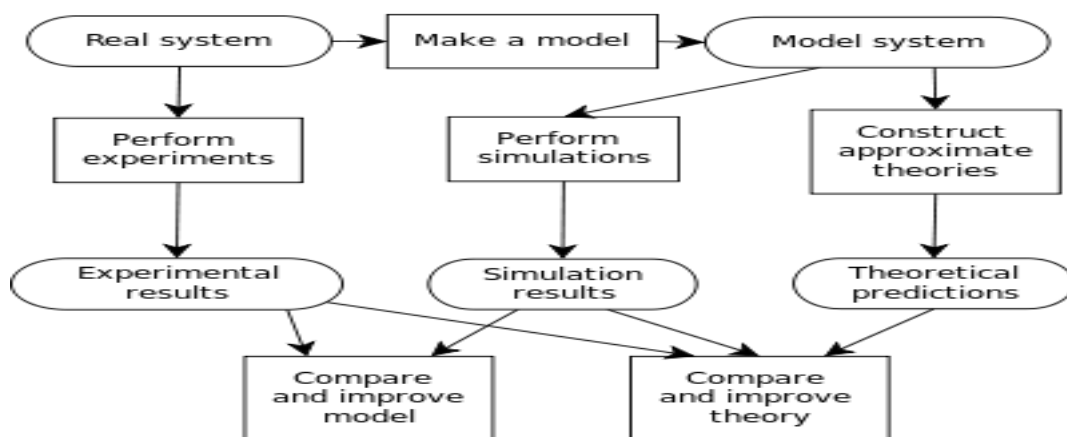 Real system
Make a model
Model system
Perform
experiments
Perform
simulations
Construct
approximate
theories
Experimental
results
Simulation
results
Theoretical
predictions
Compare
and improve
model
Compare
and improve
theory